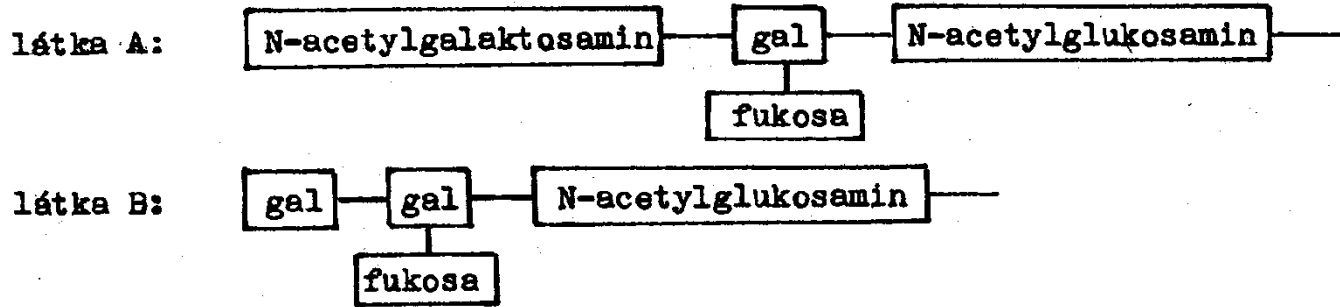 látka A: N-acetylgalaktosamin gal N-acetylglukosamin
fukosa
látka B: gal gal N-acetylglukosamin
fukosa